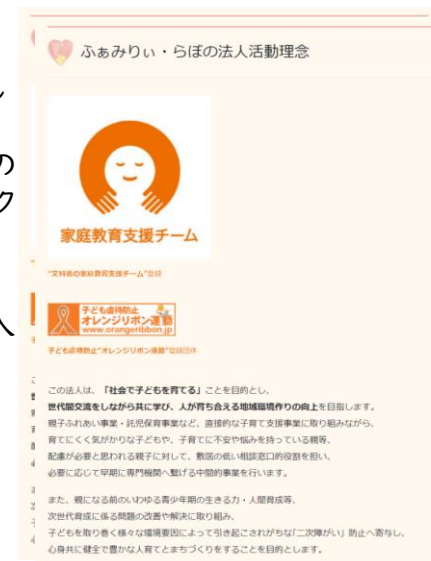 ふぁみりぃ・らぼの法人活動理念
家庭教育支援チーム
"文科省の家庭教育支援チーム"登録
子ども虐待防止
オレンジリボン運動
www.orangeribbon.jp
子ども虐待防止"オレンジリボン運動"登録団体
この法人は、「社会で子どもを育てる」ことを目的とし、
世代間交流をしながら共に学び、人が育ち合える地域環境作りの向上を目指します。
親子ふれあい事業・託児保育事業など、直接的な子育て支援事業に取り組みながら、
育てにくく気がかりな子どもや、子育てに不安や悩みを持っている親等、
配慮が必要と思われる親子に対して、敷居の低い相談窓口的役割を担い、
必要に応じて早期に専門機関へ繋げる中間的事業を行います。
また、親になる前のいわゆる青少年期の生きる力・人間育成等、
次世代育成に係る問題の改善や解決に取り組み、
子どもを取り巻く様々な環境要因によって引き起こされがちな「二次障がい」防止へ寄与し、
心身共に健全で豊かな人育てとまちづくりをすることを目的とします。
の
ク
人